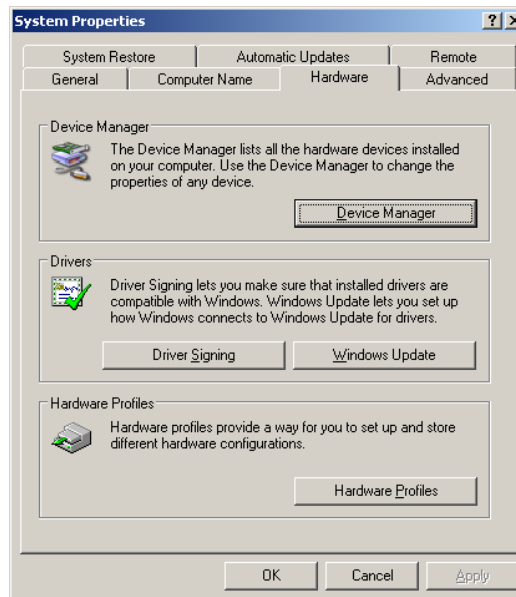 System Properties
System Restore Automatic Updates Remote
General Computer Name Hardware Advanced
Device Manager
The Device Manager lists all the hardware devices installed
on your computer. Use the Device Manager to change the
properties of any device.
Device Manager
Drivers
Driver Signing lets you make sure that installed drivers are
compatible with Windows. Windows Update lets you set up
how Windows connects to Windows Update for drivers.
Driver Signing Windows Update
Hardware Profiles
Hardware profiles provide a way for you to set up and store
different hardware configurations.
Hardware Profiles
OK Cancel Apply